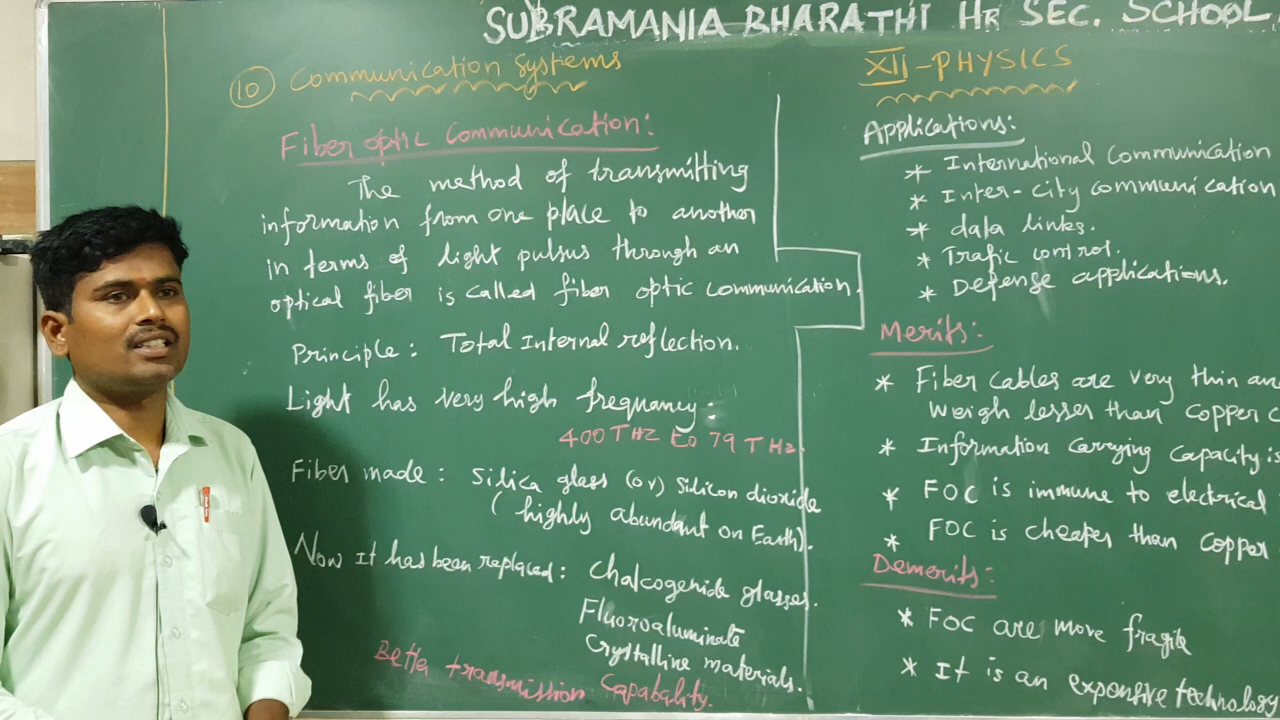 SUBRAMANIA BHARATHI Hr SEC. SCHOOL,
10 Communication Systems
XII - PHYSICS
Fiber optic Communication:
The method of transmitting
information from one place to another
in terms of light pulsus through an
optical fiber is called fiber optic communication.
Principle: Total Internal reflection.
Light has very high frequency:
400 THz to 79 THz.
Fiber made: Silica glass (or) Silicon dioxide
(highly abundant on Earth).
Now It has been replaced: Chalcogenide glasses.
Fluoroaluminate
Crystalline materials.
Better transmission Capabality.
Applications:
* International Communication
* Inter-city communication
* data links.
* Trafic control.
* Defense applications.
Merits:
* Fiber cables are very thin an
weigh lesser than copper c
* Information carrying capacity is
* FOC is immune to electrical
* FOC is cheaper than copper
Demerits:
* FOC are more fragile
* It is an expensive technology